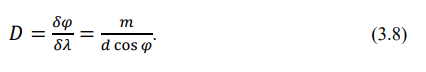 D = δφ/δλ = m/(d cos φ). (3.8)